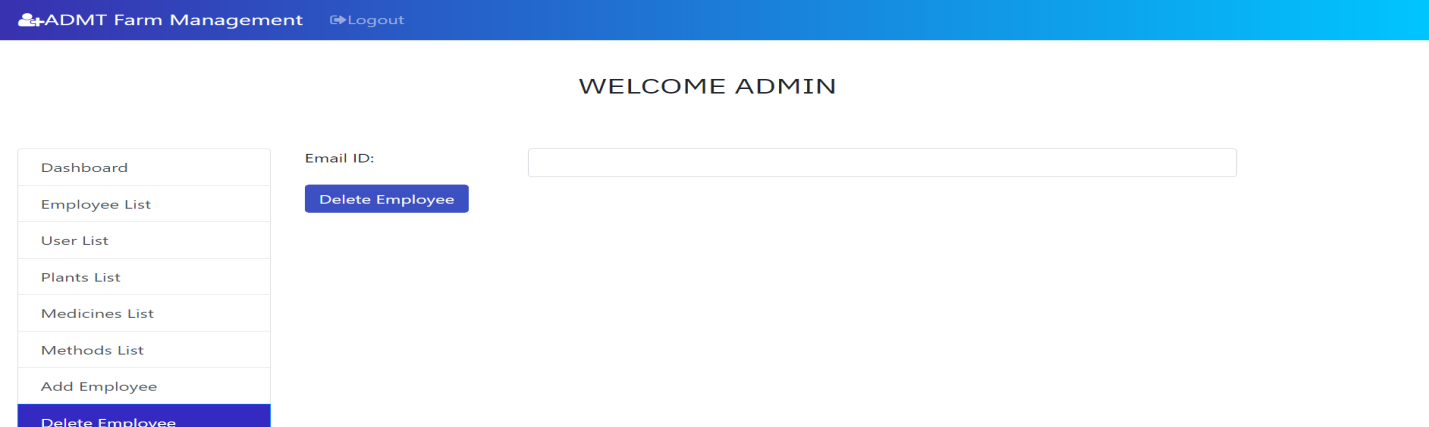 ADMT Farm Management Logout
WELCOME ADMIN
Dashboard
Employee List
User List
Plants List
Medicines List
Methods List
Add Employee
Delete Employee
Email ID:
Delete Employee